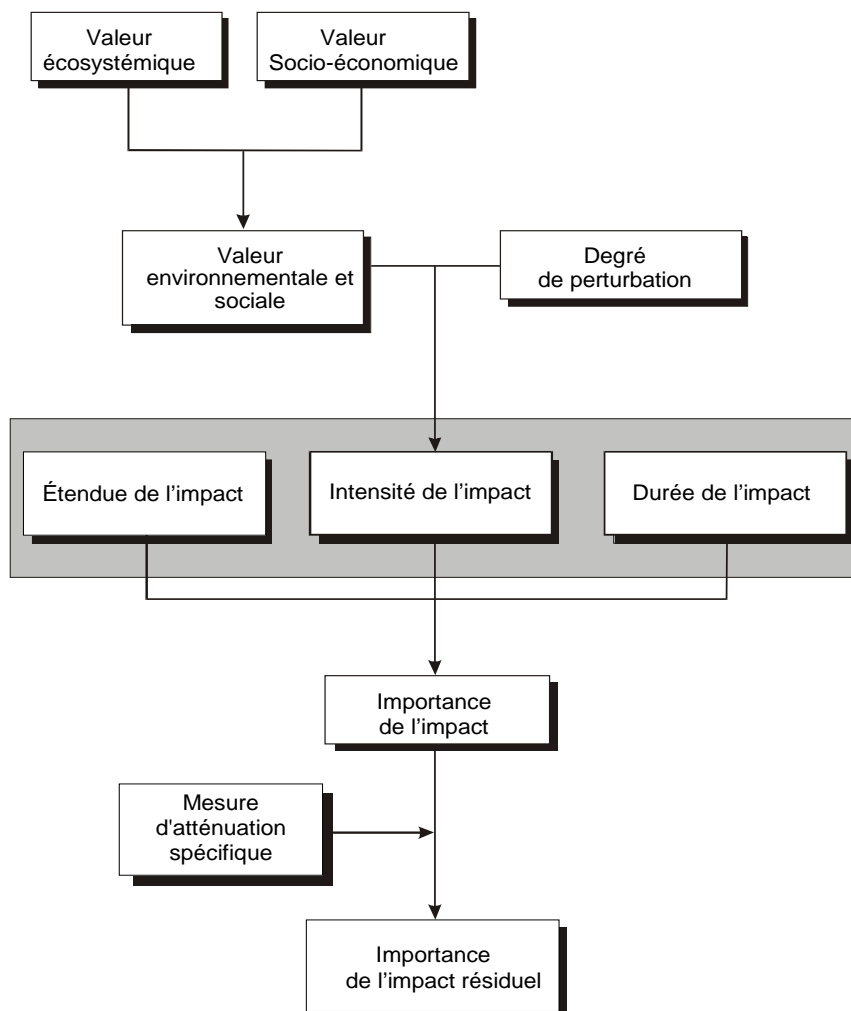 Valeur
écosystémique
Valeur
Socio-économique
Valeur
environnementale et
sociale
Degré
de perturbation
Étendue de l'impact
Intensité de l'impact
Durée de l'impact
Importance
de l'impact
Mesure
d'atténuation
spécifique
Importance
de l'impact résiduel